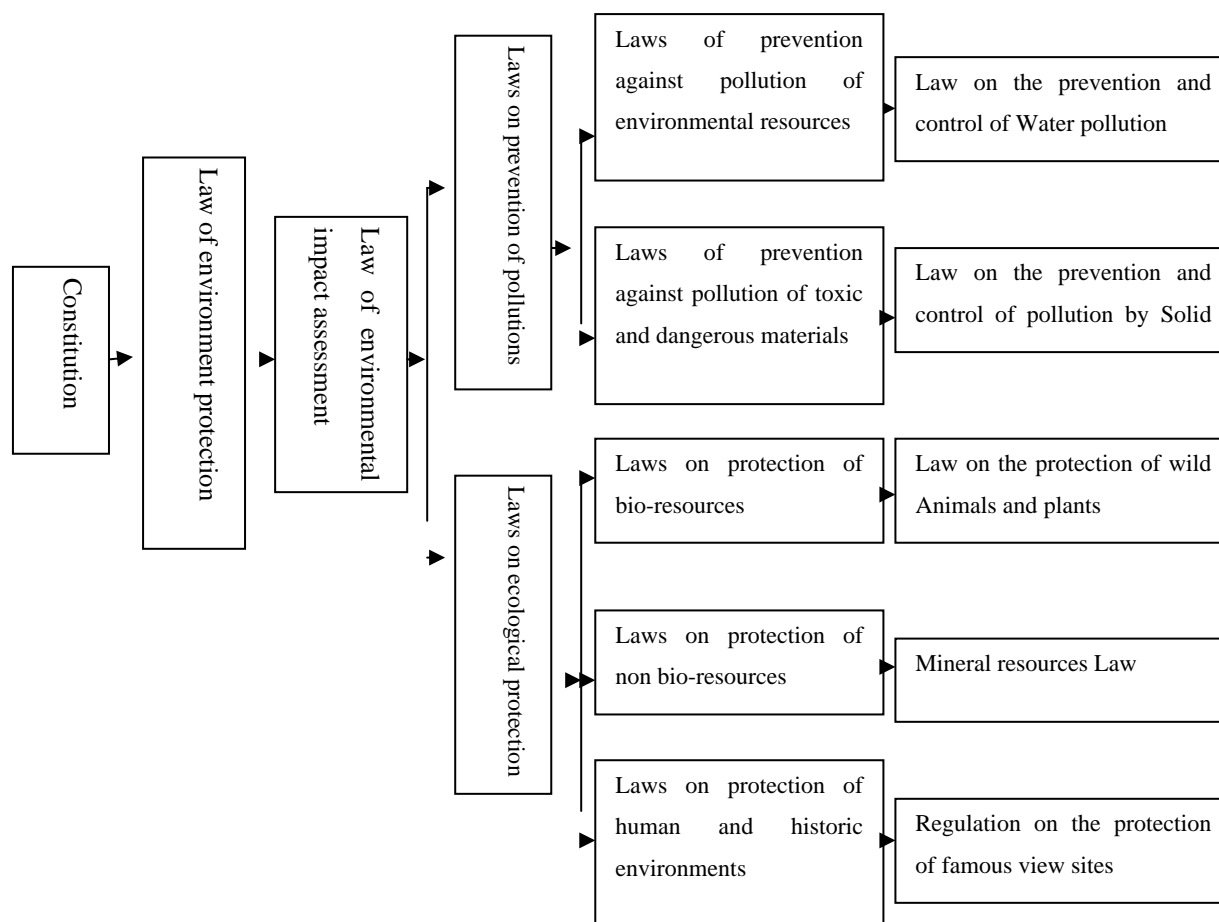 Constitution
Law of environment protection
Law of environmental
impact assessment
Laws on prevention of pollutions
Laws of prevention
against pollution of
environmental resources
Law on the prevention and
control of Water pollution
Laws of prevention
against pollution of toxic
and dangerous materials
Law on the prevention and
control of pollution by Solid
Laws on ecological protection
Laws on protection of
bio-resources
Law on the protection of wild
Animals and plants
Laws on protection of
non bio-resources
Mineral resources Law
Laws on protection of
human and historic
environments
Regulation on the protection
of famous view sites